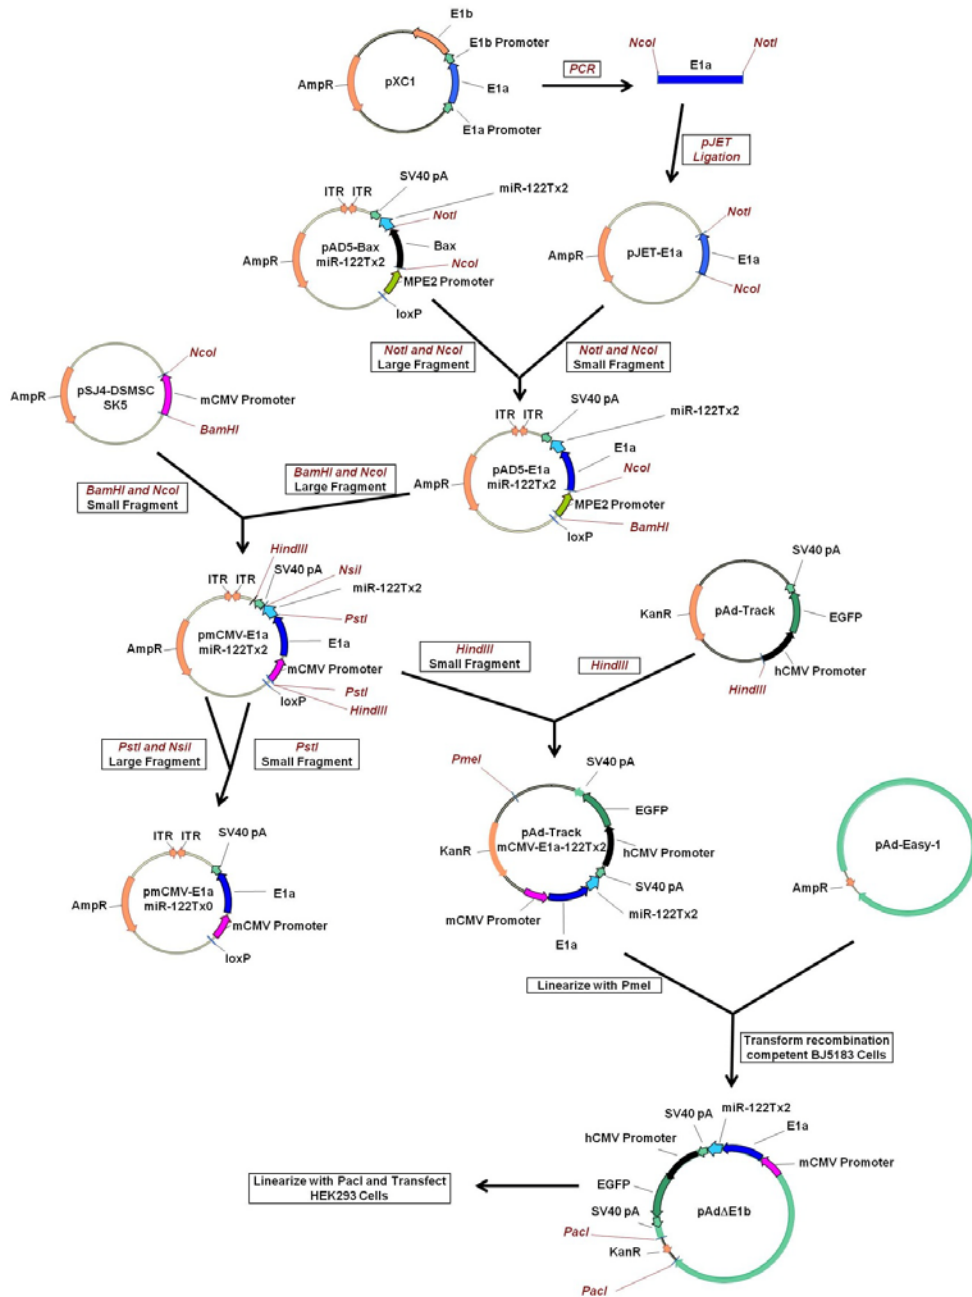 E1b
E1b Promoter
AmpR
pXC1
E1a
E1a Promoter
PCR
NcoI
NotI
E1a
pJET
Ligation
SV40 pA
ITR ITR
miR-122Tx2
NotI
pAD5-Bax
miR-122Tx2
Bax
AmpR
NcoI
MPE2 Promoter
loxP
NotI
pJET-E1a
AmpR
E1a
NcoI
NotI and NcoI
Large Fragment
NotI and NcoI
Small Fragment
NcoI
pSJ4-DSMSC
SK5
AmpR
mCMV Promoter
BamHI
SV40 pA
ITR ITR
miR-122Tx2
E1a
pAD5-E1a
miR-122Tx2
NcoI
AmpR
MPE2 Promoter
BamHI
loxP
BamHI and NcoI
Large Fragment
BamHI and NcoI
Small Fragment
HindIII
SV40 pA
NsiI
ITR ITR
miR-122Tx2
PstI
pmCMV-E1a
miR-122Tx2
E1a
AmpR
mCMV Promoter
PstI
loxP
HindIII
SV40 pA
KanR
pAd-Track
EGFP
hCMV Promoter
HindIII
HindIII
Small Fragment
HindIII
PstI and NsiI
Large Fragment
PstI
Small Fragment
PmeI
SV40 pA
EGFP
pAd-Track
mCMV-E1a-122Tx2
KanR
hCMV Promoter
SV40 pA
miR-122Tx2
mCMV Promoter
E1a
pAd-Easy-1
AmpR
SV40 pA
ITR ITR
pmCMV-E1a
miR-122Tx0
E1a
AmpR
mCMV Promoter
loxP
Linearize with PmeI
Transform recombination
competent BJ5183 Cells
miR-122Tx2
SV40 pA
E1a
hCMV Promoter
mCMV Promoter
EGFP
SV40 pA
pAdΔE1b
PacI
KanR
PacI
Linearize with PacI and Transfect
HEK293 Cells